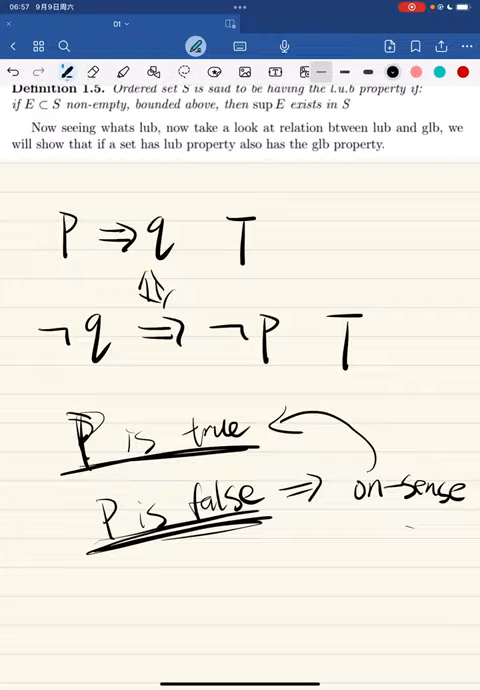 06:57 9月9日周六
01
Definition 1.5. Ordered set S is said to be having the l.u.b property if:
if E ⊂ S non-empty, bounded above, then sup E exists in S
Now seeing whats lub, now take a look at relation btween lub and glb, we
will show that if a set has lub property also has the glb property.
P ⇒ q T
⇕
¬q ⇒ ¬P T
P is true
P is false ⇒ on-sense